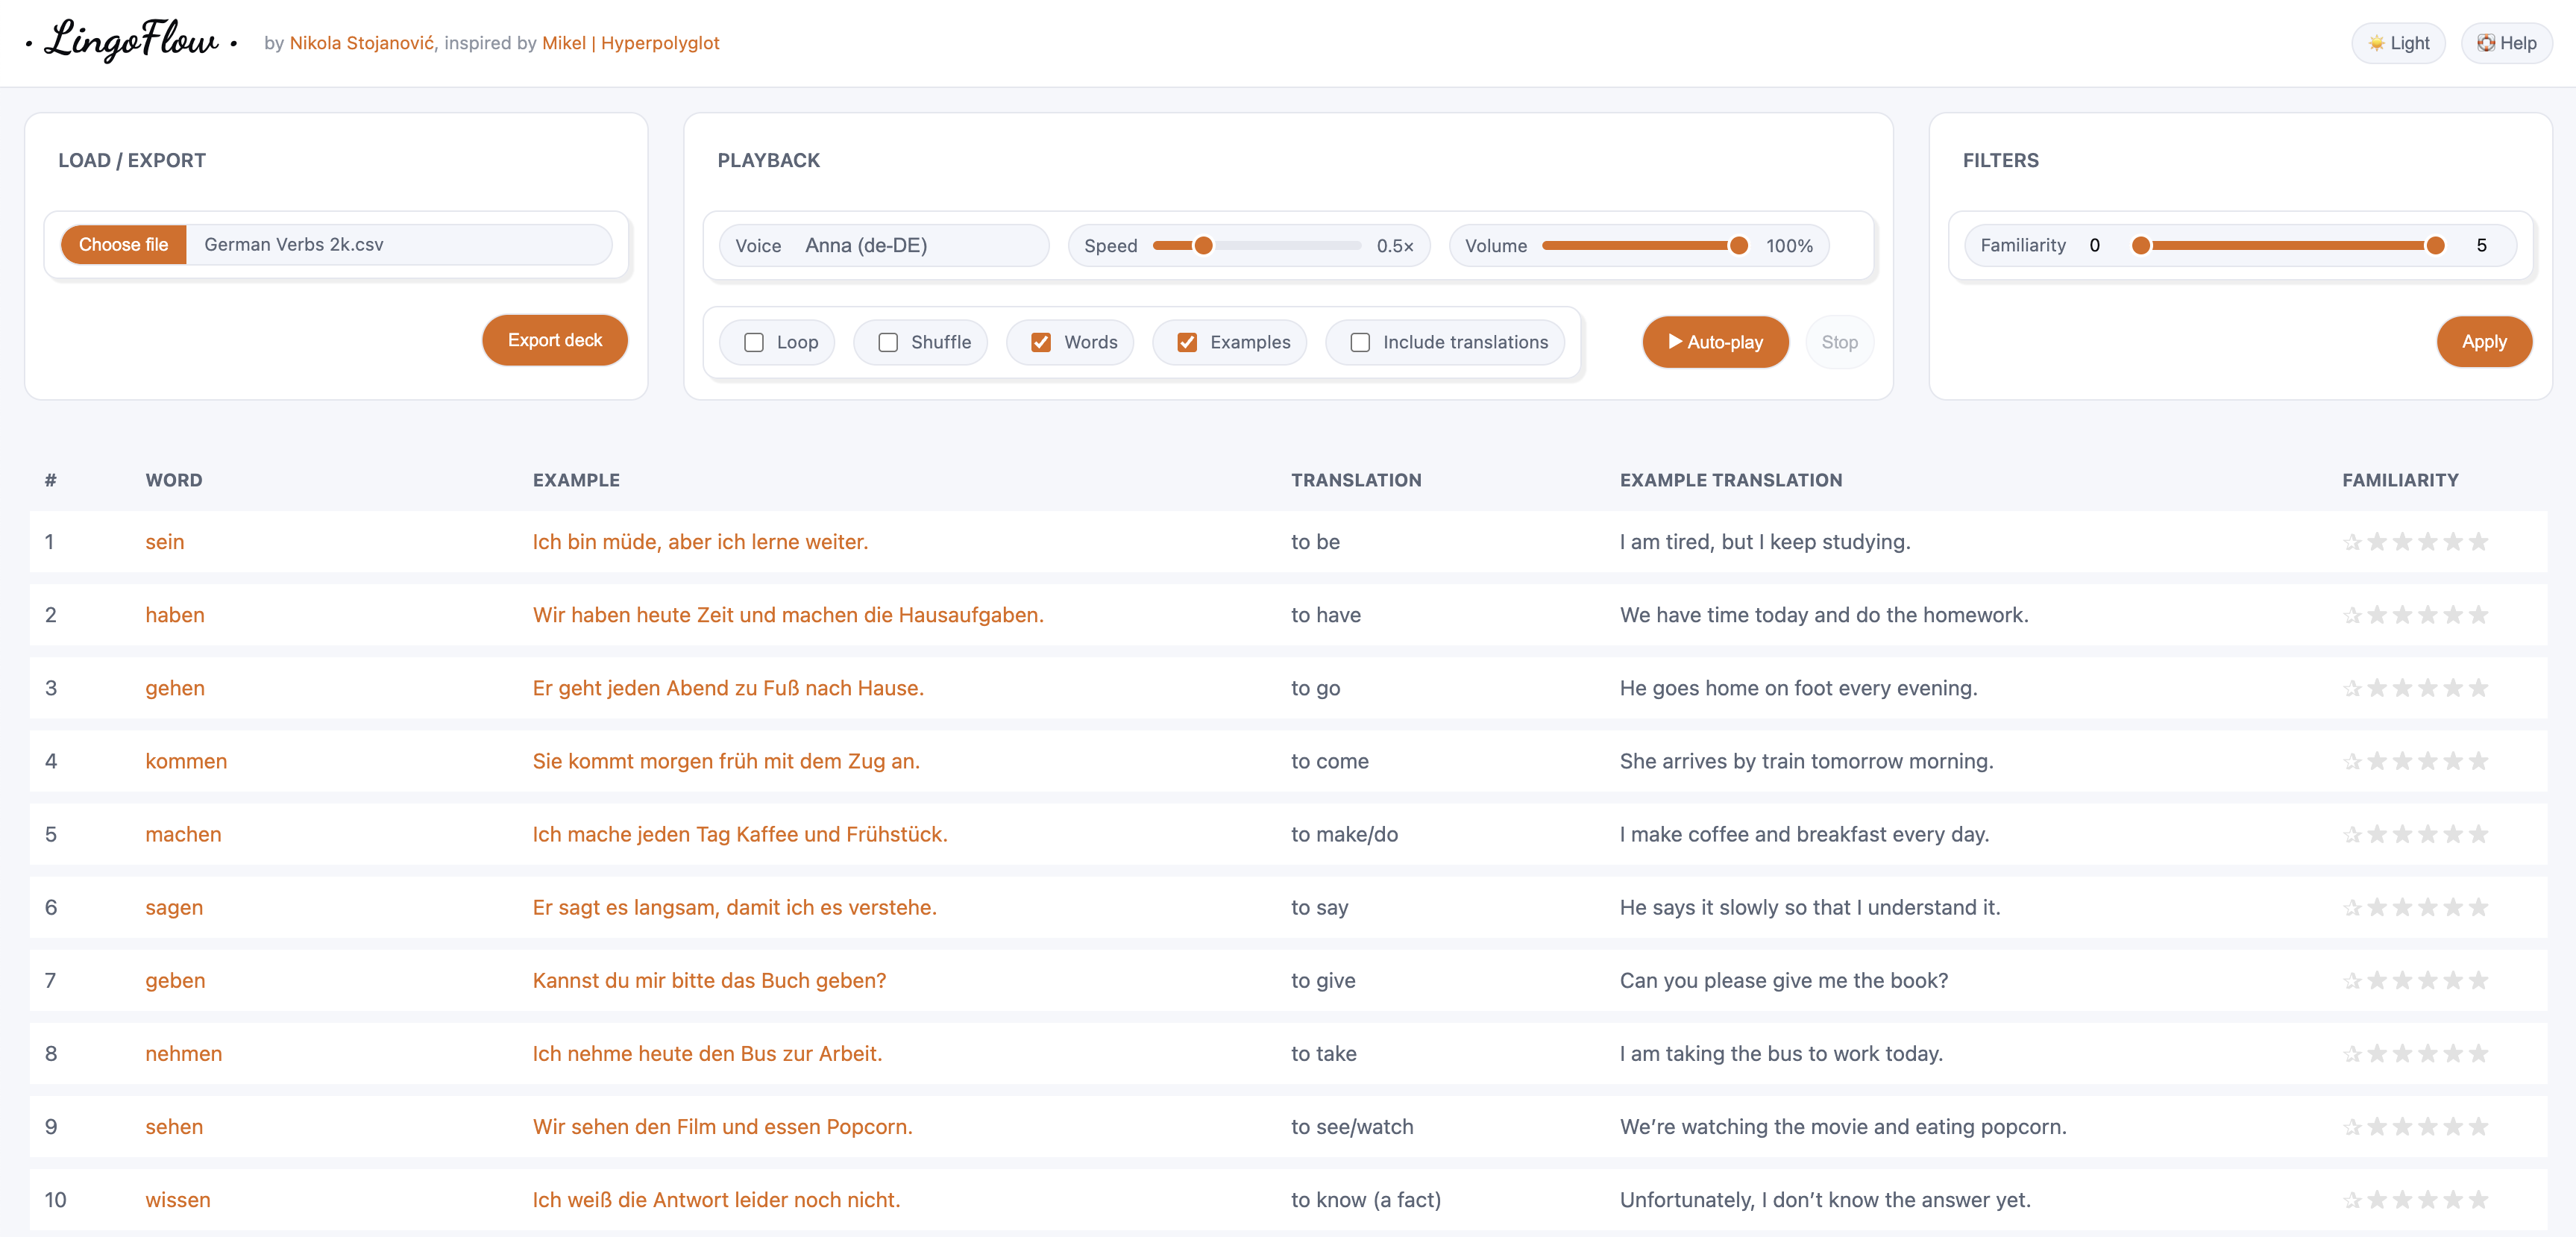 · LingoFlow ·
by Nikola Stojanović, inspired by Mikel | Hyperpolyglot
☀️ Light
🛟 Help
LOAD / EXPORT
Choose file German Verbs 2k.csv
Export deck
PLAYBACK
Voice Anna (de-DE)
Speed 0.5×
Volume 100%
Loop
Shuffle
Words
Examples
Include translations
▶ Auto-play
Stop
FILTERS
Familiarity 0 5
Apply
# WORD EXAMPLE TRANSLATION EXAMPLE TRANSLATION FAMILIARITY
1 sein Ich bin müde, aber ich lerne weiter. to be I am tired, but I keep studying.
2 haben Wir haben heute Zeit und machen die Hausaufgaben. to have We have time today and do the homework.
3 gehen Er geht jeden Abend zu Fuß nach Hause. to go He goes home on foot every evening.
4 kommen Sie kommt morgen früh mit dem Zug an. to come She arrives by train tomorrow morning.
5 machen Ich mache jeden Tag Kaffee und Frühstück. to make/do I make coffee and breakfast every day.
6 sagen Er sagt es langsam, damit ich es verstehe. to say He says it slowly so that I understand it.
7 geben Kannst du mir bitte das Buch geben? to give Can you please give me the book?
8 nehmen Ich nehme heute den Bus zur Arbeit. to take I am taking the bus to work today.
9 sehen Wir sehen den Film und essen Popcorn. to see/watch We’re watching the movie and eating popcorn.
10 wissen Ich weiß die Antwort leider noch nicht. to know (a fact) Unfortunately, I don’t know the answer yet.